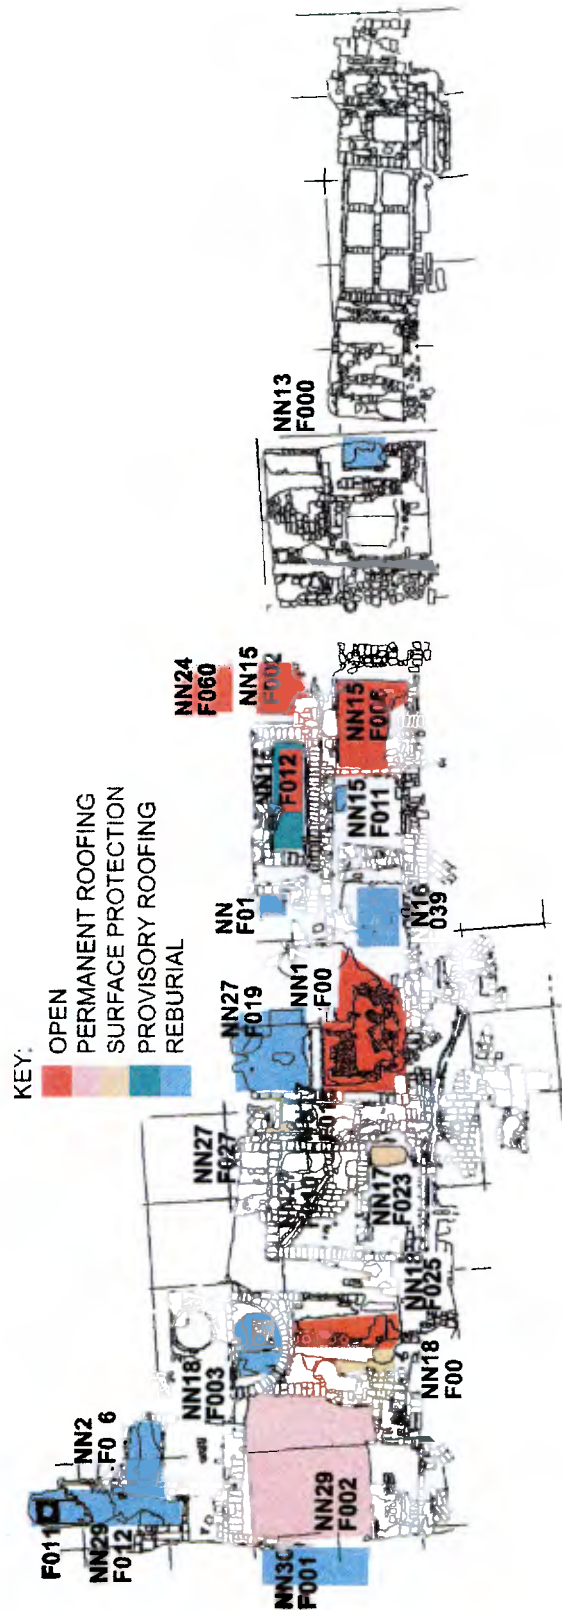 KEY:
OPEN
PERMANENT ROOFING
SURFACE PROTECTION
PROVISORY ROOFING
REBURIAL
F011
NN29
F012
NN2
NN30
F001
NN29
F002
NN18
F003
NN18
F00
NN18
F025
NN27
F027
NN17
F023
NN27
F019
NN1
F00
NN
F01
N16
039
F012
NN15
F011
NN24
F060
NN15
F002
NN15
NN13
F000